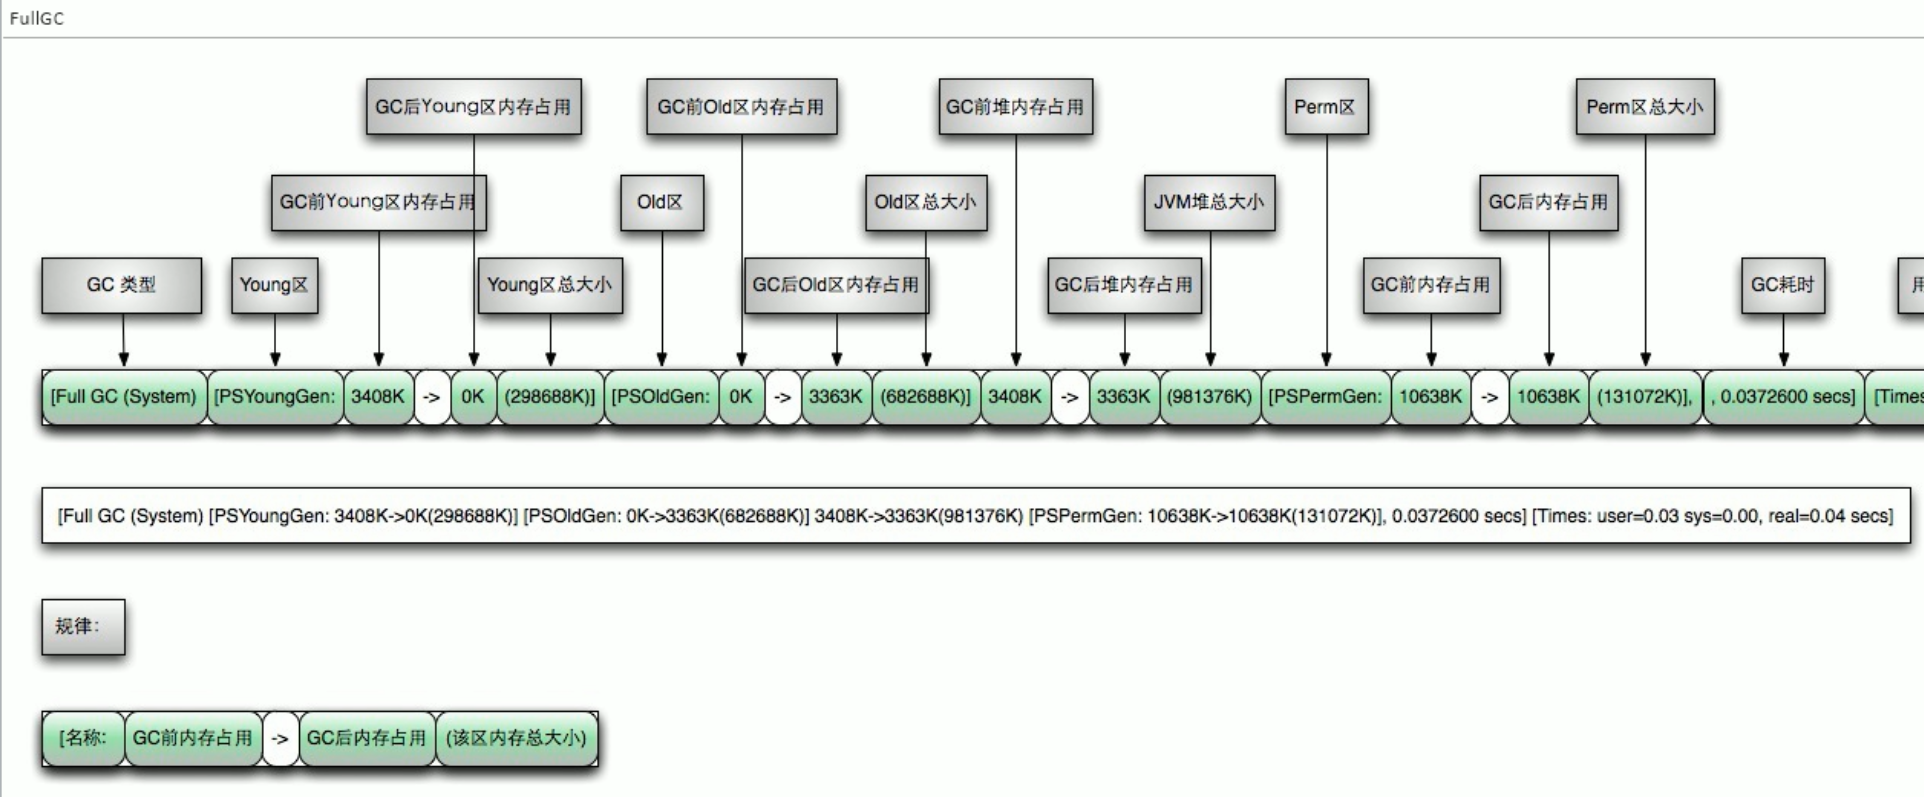 FullGC
GC后Young区内存占用 GC前Old区内存占用 GC前堆内存占用 Perm区 Perm区总大小
GC前Young区内存占用 Old区 Old区总大小 JVM堆总大小 GC后内存占用
GC 类型 Young区 Young区总大小 GC后Old区内存占用 GC后堆内存占用 GC前内存占用 GC耗时
[Full GC (System) [PSYoungGen: 3408K -> 0K (298688K)] [PSOldGen: 0K -> 3363K (682688K)] 3408K -> 3363K (981376K) [PSPermGen: 10638K -> 10638K (131072K)], , 0.0372600 secs] [Times
[Full GC (System) [PSYoungGen: 3408K->0K(298688K)] [PSOldGen: 0K->3363K(682688K)] 3408K->3363K(981376K) [PSPermGen: 10638K->10638K(131072K)], 0.0372600 secs] [Times: user=0.03 sys=0.00, real=0.04 secs]
规律：
[名称: GC前内存占用 -> GC后内存占用 (该区内存总大小)